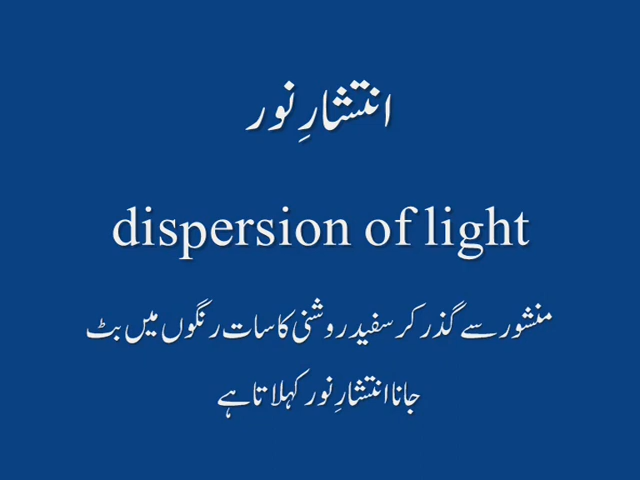 انتشارِ نور
dispersion of light
منشور سے گذر کر سفید روشنی کا سات رنگوں میں بٹ
جانا انتشارِ نور کہلاتا ہے